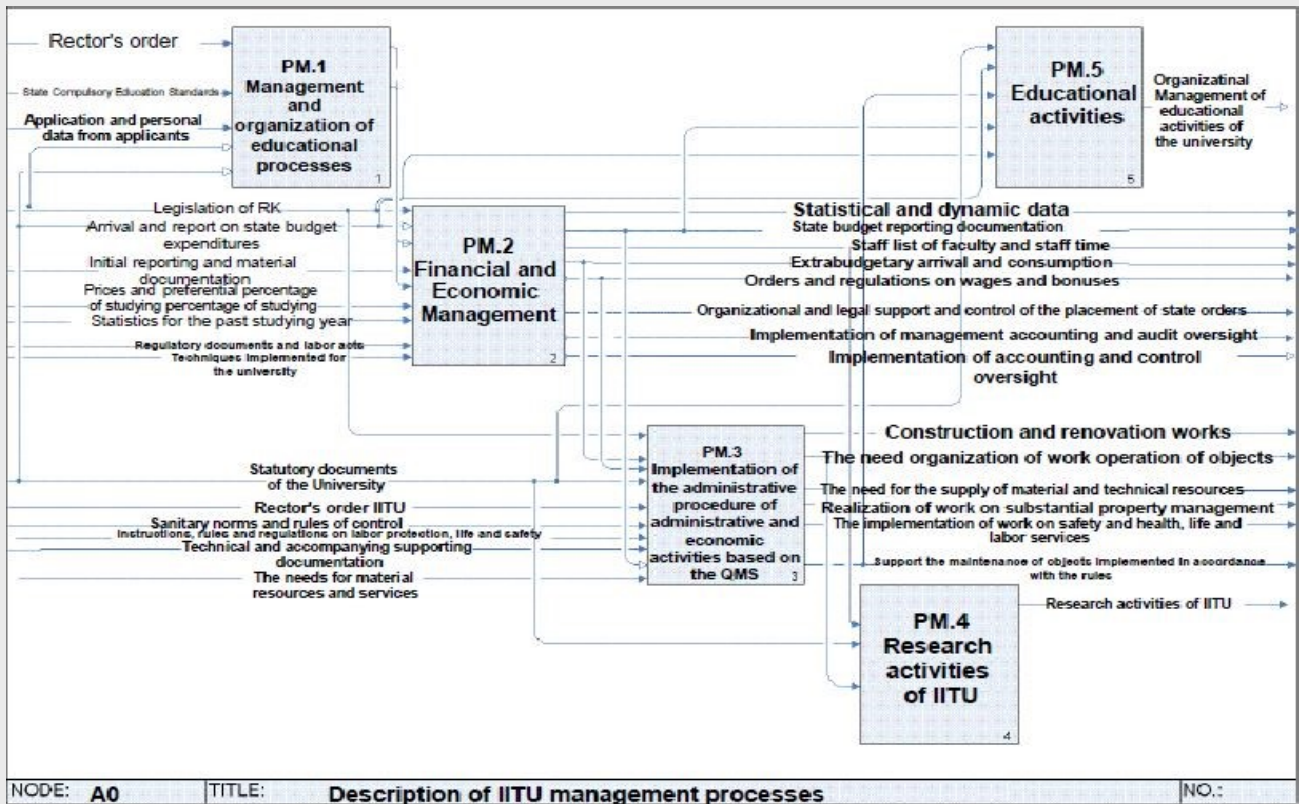 Rector's order
State Compulsory Education Standards
Application and personal
data from applicants
PM.1
Management
and
organization of
educational
processes
1
PM.5
Educational
activities
5
Organizatinal
Management of
educational
activities of
the university
Legislation of RK
Arrival and report on state budget
expenditures
Initial reporting and material
documentation
Prices and preferential percentage
of studying percentage of studying
Statistics for the past studying year
Regulatory documents and labor acts
Techniques implemented for
the university
PM.2
Financial and
Economic
Management
2
Statistical and dynamic data
State budget reporting documentation
Staff list of faculty and staff time
Extrabudgetary arrival and consumption
Orders and regulations on wages and bonuses
Organizational and legal support and control of the placement of state orders
Implementation of management accounting and audit oversight
Implementation of accounting and control
oversight
Statutory documents
of the University
Rector's order IITU
Sanitary norms and rules of control
Instructions, rules and regulations on labor protection, life and safety
Technical and accompanying supporting
documentation
The needs for material
resources and services
PM.3
Implementation of
the administrative
procedure of
administrative and
economic
activities based on
the QMS
3
Construction and renovation works
The need organization of work operation of objects
The need for the supply of material and technical resources
Realization of work on substantial property management
The implementation of work on safety and health, life and
labor services
Support the maintenance of objects implemented in accordance
with the rules
PM.4
Research
activities
of IITU
4
Research activities of IITU
NODE: A0 TITLE: Description of IITU management processes NO.: